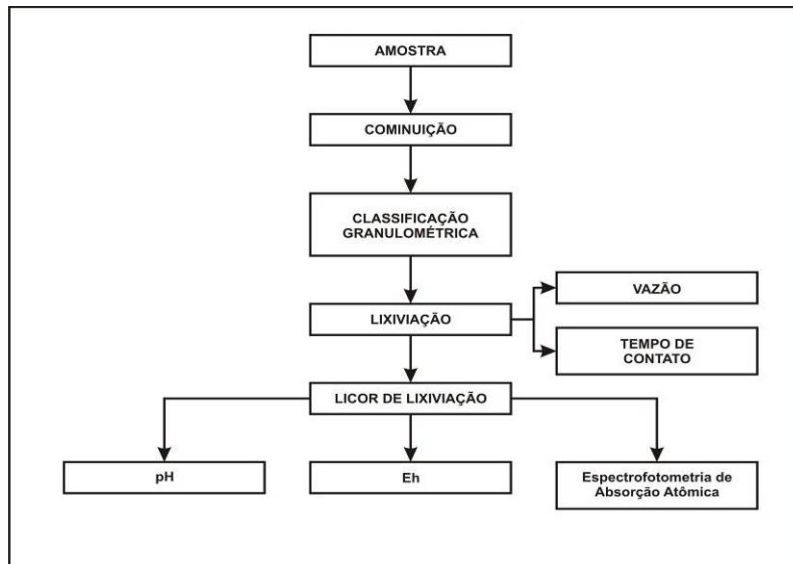 AMOSTRA
COMINUIÇÃO
CLASSIFICAÇÃO
GRANULOMÉTRICA
VAZÃO
LIXIVIAÇÃO
TEMPO DE
CONTATO
LICOR DE LIXIVIAÇÃO
pH
Eh
Espectrofotometria de
Absorção Atômica